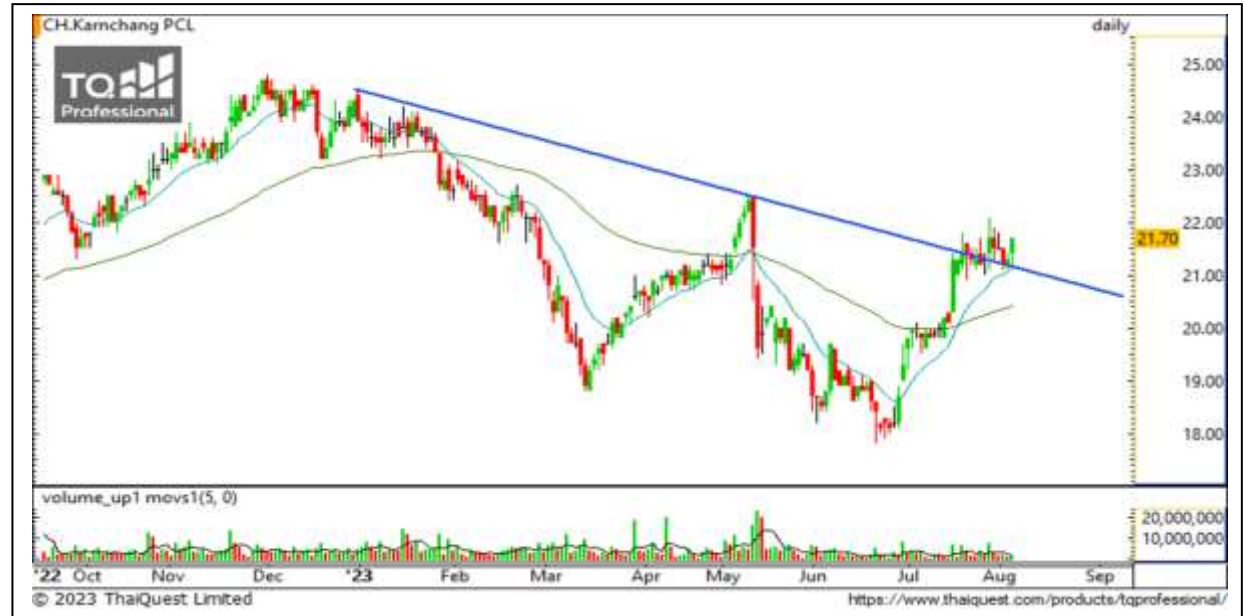 CH.Karnchang PCL daily
TQ
Professional
25.00
24.00
23.00
22.00
21.70
21.00
20.00
19.00
18.00
volume_up1 movs1(5, 0)
20,000,000
10,000,000
'22 Oct Nov Dec '23 Feb Mar Apr May Jun Jul Aug Sep
© 2023 ThaiQuest Limited https://www.thaiquest.com/products/tqprofessional/